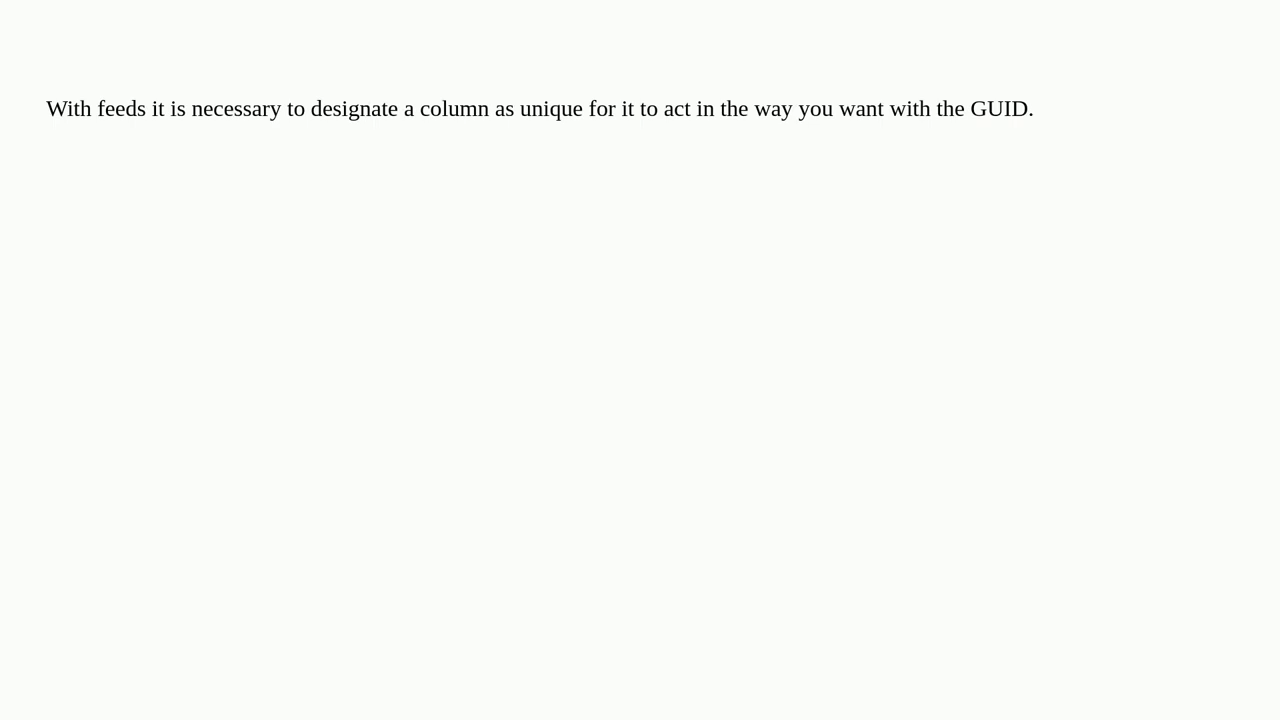 With feeds it is necessary to designate a column as unique for it to act in the way you want with the GUID.